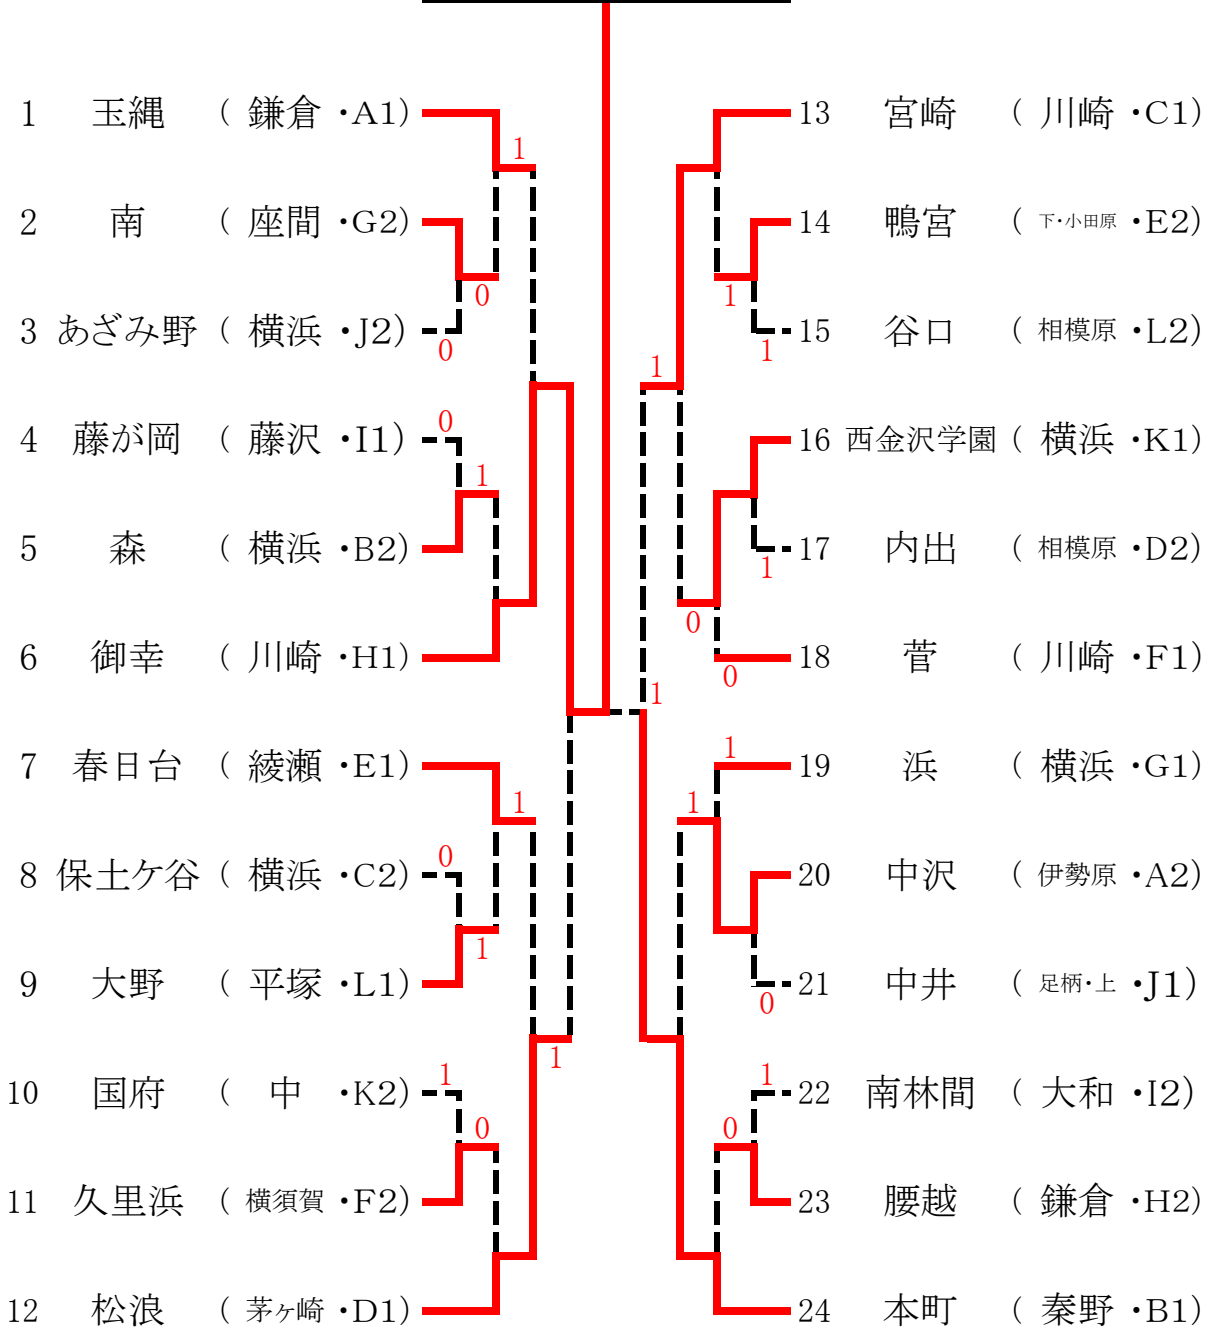 1 玉縄 ( 鎌倉 ・A1)
1
2 南 ( 座間 ・G2)
0
3 あざみ野 ( 横浜 ・J2)
0
0
4 藤が岡 ( 藤沢 ・I1)
1
5 森 ( 横浜 ・B2)
6 御幸 ( 川崎 ・H1)
7 春日台 ( 綾瀬 ・E1)
1
0
8 保土ケ谷 ( 横浜 ・C2)
1
9 大野 ( 平塚 ・L1)
1
1
10 国府 ( 中 ・K2)
0
11 久里浜 ( 横須賀 ・F2)
12 松浪 ( 茅ヶ崎 ・D1)
13 宮崎 ( 川崎 ・C1)
14 鴨宮 ( 下・小田原 ・E2)
1
15 谷口 ( 相模原 ・L2)
1
1
16 西金沢学園 ( 横浜 ・K1)
17 内出 ( 相模原 ・D2)
1
0
18 菅 ( 川崎 ・F1)
0
1
1
19 浜 ( 横浜 ・G1)
1
20 中沢 ( 伊勢原 ・A2)
21 中井 ( 足柄・上 ・J1)
0
1
22 南林間 ( 大和 ・I2)
0
23 腰越 ( 鎌倉 ・H2)
24 本町 ( 秦野 ・B1)